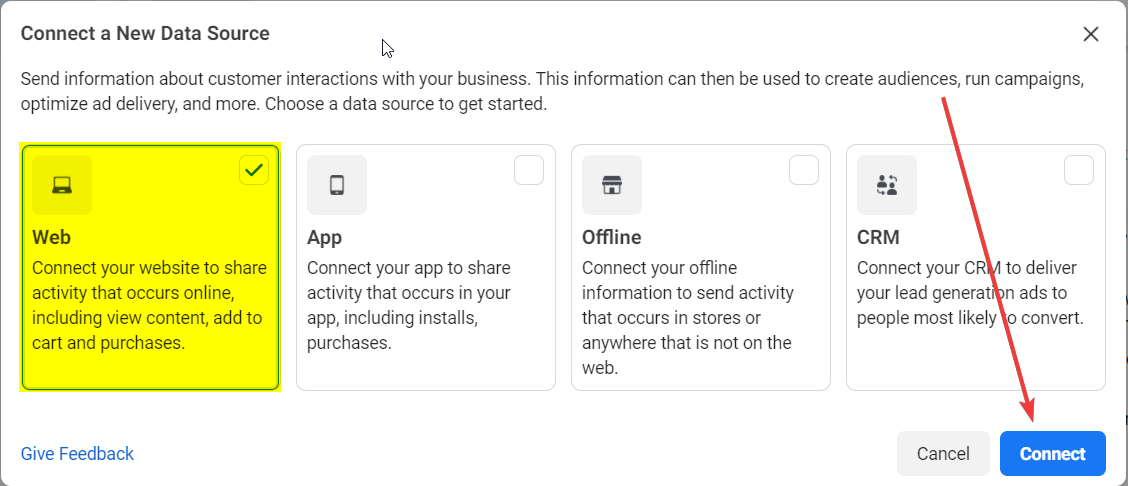 Connect a New Data Source
Send information about customer interactions with your business. This information can then be used to create audiences, run campaigns,
optimize ad delivery, and more. Choose a data source to get started.
Web
Connect your website to share
activity that occurs online,
including view content, add to
cart and purchases.
App
Connect your app to share
activity that occurs in your
app, including installs,
purchases.
Offline
Connect your offline
information to send activity
that occurs in stores or
anywhere that is not on the
web.
CRM
Connect your CRM to deliver
your lead generation ads to
people most likely to convert.
Give Feedback
Cancel
Connect